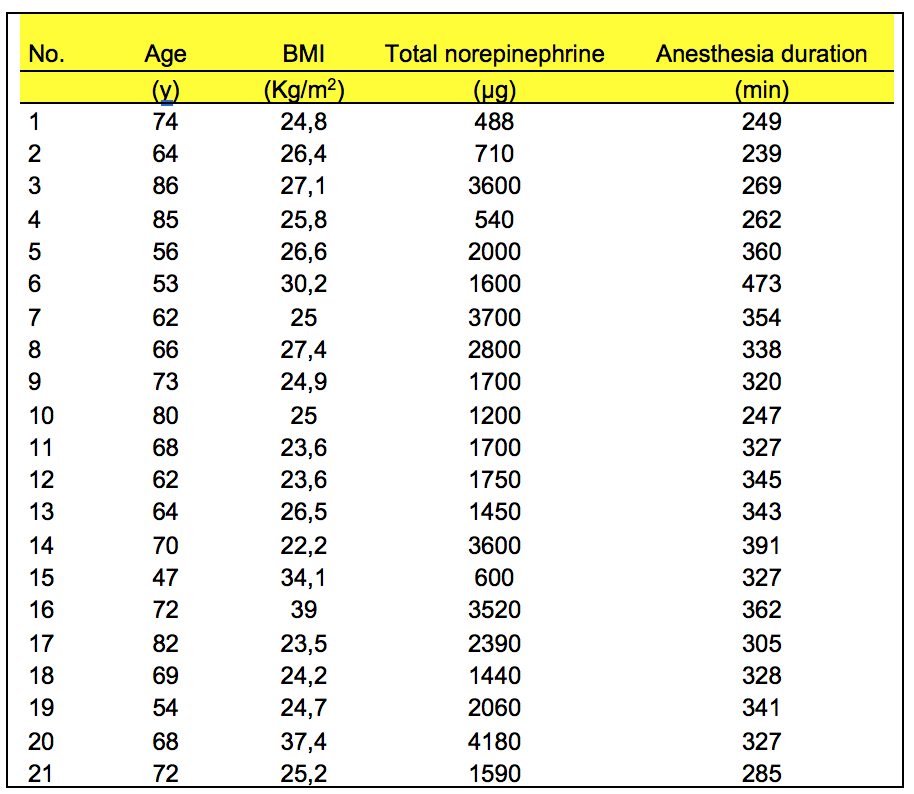 No. Age BMI Total norepinephrine Anesthesia duration
(y) (Kg/m²) (µg) (min)
1 74 24,8 488 249
2 64 26,4 710 239
3 86 27,1 3600 269
4 85 25,8 540 262
5 56 26,6 2000 360
6 53 30,2 1600 473
7 62 25 3700 354
8 66 27,4 2800 338
9 73 24,9 1700 320
10 80 25 1200 247
11 68 23,6 1700 327
12 62 23,6 1750 345
13 64 26,5 1450 343
14 70 22,2 3600 391
15 47 34,1 600 327
16 72 39 3520 362
17 82 23,5 2390 305
18 69 24,2 1440 328
19 54 24,7 2060 341
20 68 37,4 4180 327
21 72 25,2 1590 285